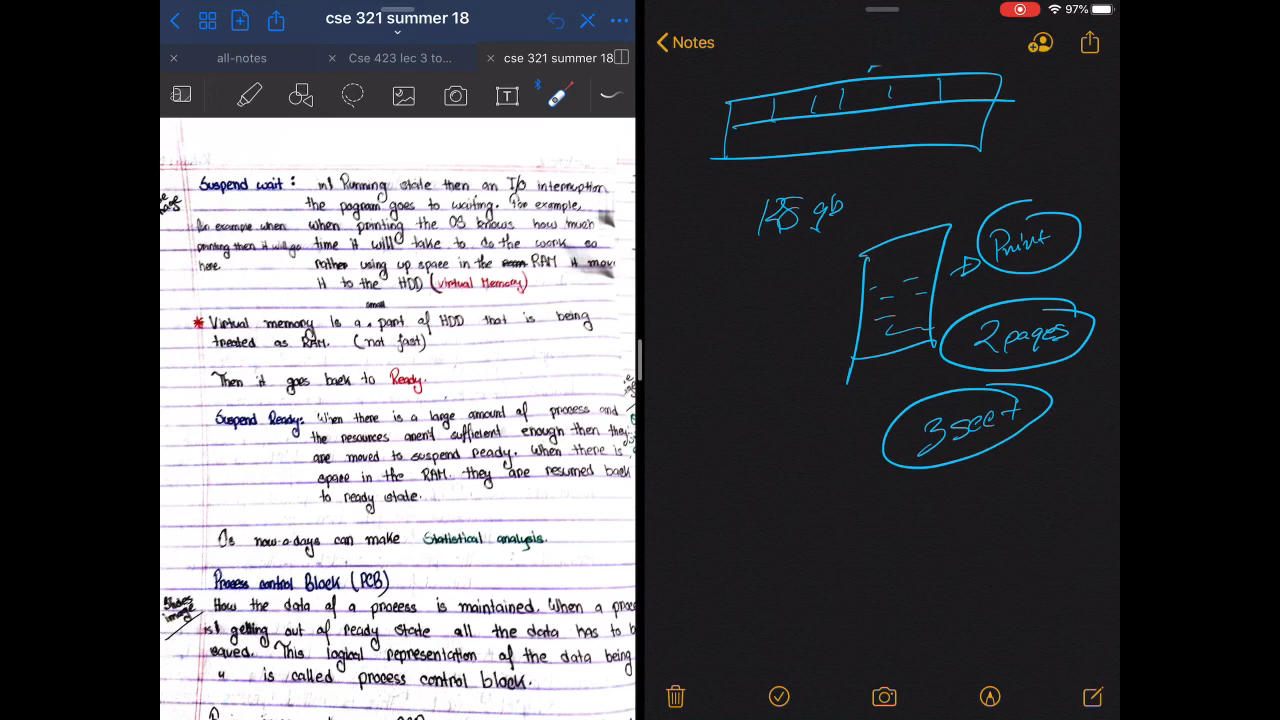 cse 321 summer 18
all-notes
Cse 423 lec 3 to...
cse 321 summer 18
Suspend wait : int Running state then an I/O interruption
the pagram goes to waiting. For example,
for example when when printing the OS knows how much
printing then it will go time it will take to do the work so
here. rather using up space in the RAM it mov
it to the HDD (virtual Memory)
small
* Virtual memory is a part of HDD that is being
treated as RAM. (not fast)
Then it goes back to Ready.
Suspend Ready: When there is a large amount of process and
the resources arent sufficient enough then they
are moved to suspend ready. When there is
space in the RAM. they are resumed back
to ready state.
Os now-a-days can make Statistical analysis.
Process control Block (PCB)
Slides
image
How the data of a process is maintained. When a proc
is getting out of ready state all the data has to b
saved. This logical representation of the data being
is called process control block.
97%
Notes
gb
Print
2 pages
3 sec +